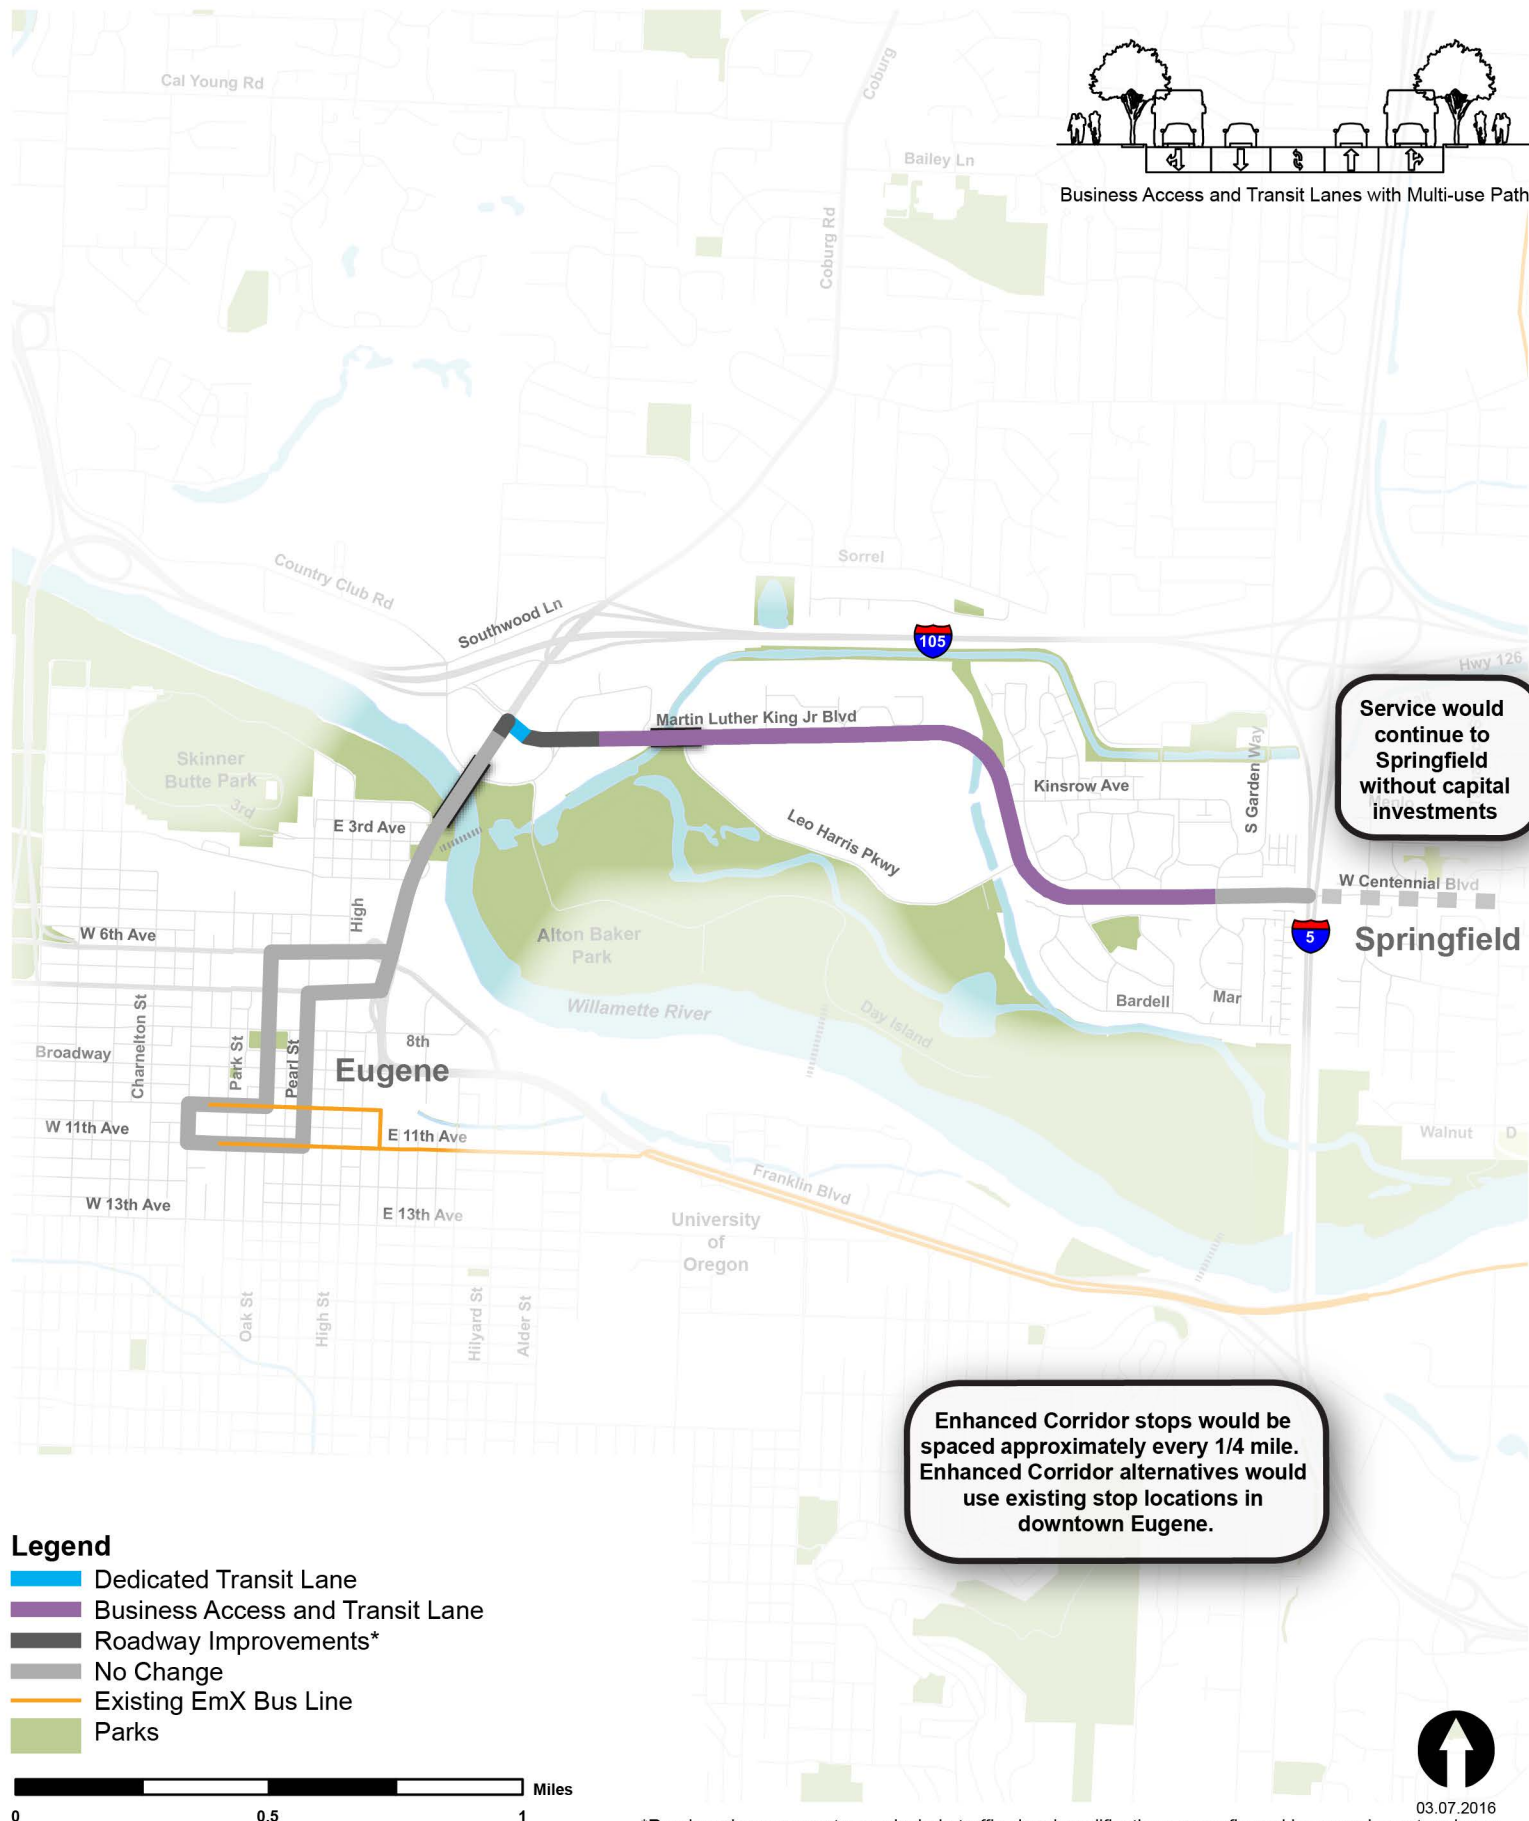 Cal Young Rd
Coburg
Bailey Ln
Coburg Rd
Business Access and Transit Lanes with Multi-use Path
Country Club Rd
Sorrel
Southwood Ln
105
Hwy 126
Martin Luther King Jr Blvd
Service would
continue to
Springfield
without capital
investments
Skinner
Butte Park
3rd
E 3rd Ave
Kinsrow Ave
S Garden Way
Leo Harris Pkwy
W Centennial Blvd
High
W 6th Ave
Alton Baker
Park
5
Springfield
Willamette River
Day Island
Bardell
Mar
Charnelton St
Park St
Pearl St
8th
Broadway
Eugene
W 11th Ave
E 11th Ave
Walnut
D
Franklin Blvd
W 13th Ave
E 13th Ave
University
of
Oregon
Oak St
High St
Hilyard St
Alder St
Enhanced Corridor stops would be
spaced approximately every 1/4 mile.
Enhanced Corridor alternatives would
use existing stop locations in
downtown Eugene.
Legend
Dedicated Transit Lane
Business Access and Transit Lane
Roadway Improvements*
No Change
Existing EmX Bus Line
Parks
Miles
0 0.5 1
03.07.2016